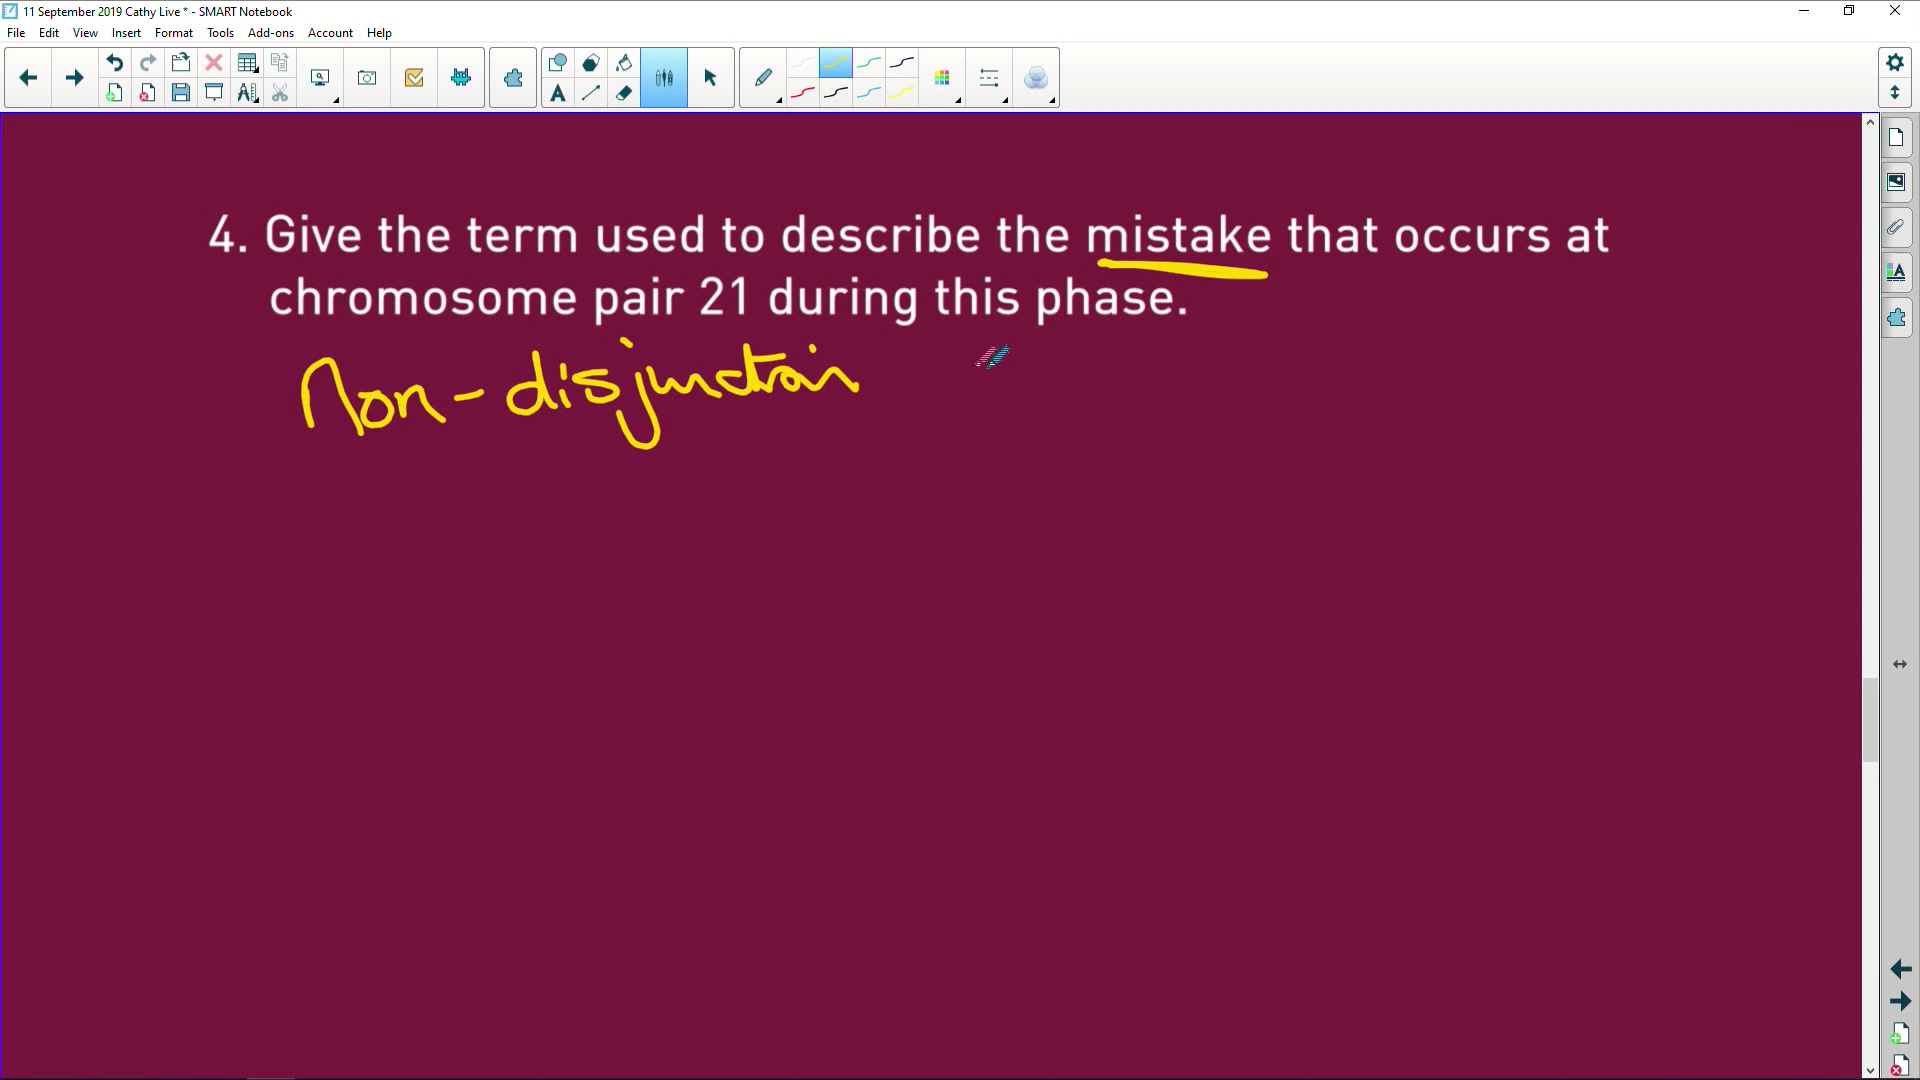 11 September 2019 Cathy Live * - SMART Notebook
File Edit View Insert Format Tools Add-ons Account Help
4. Give the term used to describe the mistake that occurs at
chromosome pair 21 during this phase.
Non-disjunction